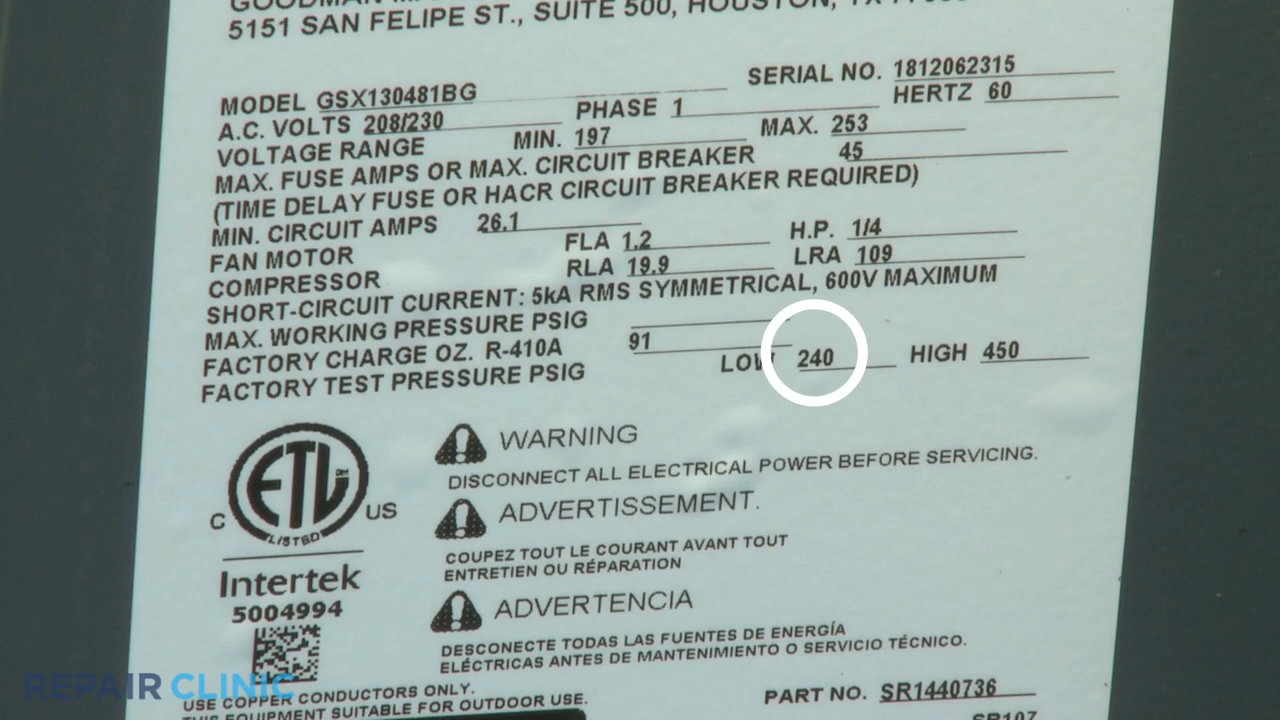 GOODMAN
5151 SAN FELIPE ST., SUITE 500, HOUSTON, TX
MODEL GSX130481BG SERIAL NO. 1812062315
A.C. VOLTS 208/230 PHASE 1 HERTZ 60
VOLTAGE RANGE MIN. 197 MAX. 253
MAX. FUSE AMPS OR MAX. CIRCUIT BREAKER 45
(TIME DELAY FUSE OR HACR CIRCUIT BREAKER REQUIRED)
MIN. CIRCUIT AMPS 26.1
FAN MOTOR FLA 1.2 H.P. 1/4
COMPRESSOR RLA 19.9 LRA 109
SHORT-CIRCUIT CURRENT: 5kA RMS SYMMETRICAL, 600V MAXIMUM
MAX. WORKING PRESSURE PSIG
FACTORY CHARGE OZ. R-410A 91
FACTORY TEST PRESSURE PSIG LOW 240 HIGH 450
WARNING
DISCONNECT ALL ELECTRICAL POWER BEFORE SERVICING.
ADVERTISSEMENT.
COUPEZ TOUT LE COURANT AVANT TOUT
ENTRETIEN OU RÉPARATION
ADVERTENCIA
DESCONECTE TODAS LAS FUENTES DE ENERGÍA
ELÉCTRICAS ANTES DE MANTENIMIENTO O SERVICIO TÉCNICO.
ETL
C US
LISTED
Intertek
5004994
REPAIR CLINIC
USE COPPER CONDUCTORS ONLY.
THIS EQUIPMENT SUITABLE FOR OUTDOOR USE.
PART NO. SR1440736
SR107